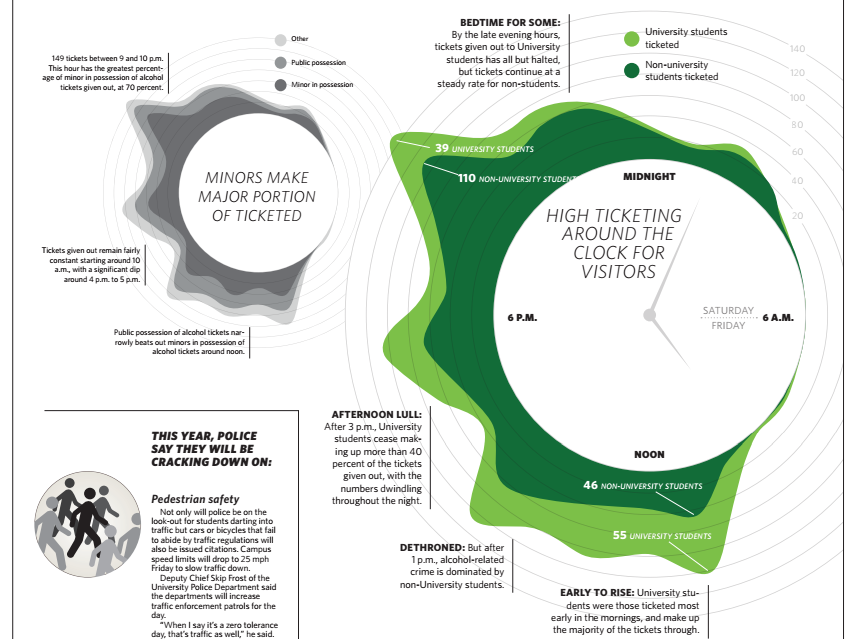 Other
Public possession
Minor in possession
149 tickets between 9 and 10 p.m.
This hour has the greatest percent-
age of minor in possession of alcohol
tickets given out, at 70 percent.
MINORS MAKE
MAJOR PORTION
OF TICKETED
Tickets given out remain fairly
constant starting around 10
a.m., with a significant dip
around 4 p.m. to 5 p.m.
Public possession of alcohol tickets nar-
rowly beats out minors in possession of
alcohol tickets around noon.
BEDTIME FOR SOME:
By the late evening hours,
tickets given out to University
students has all but halted,
but tickets continue at a
steady rate for non-students.
University students
ticketed
Non-university
students ticketed
140
120
100
80
60
40
20
39 UNIVERSITY STUDENTS
110 NON-UNIVERSITY STUDENTS
MIDNIGHT
HIGH TICKETING
AROUND THE
CLOCK FOR
VISITORS
6 P.M.
SATURDAY
FRIDAY
6 A.M.
NOON
46 NON-UNIVERSITY STUDENTS
55 UNIVERSITY STUDENTS
AFTERNOON LULL:
After 3 p.m., University
students cease mak-
ing up more than 40
percent of the tickets
given out, with the
numbers dwindling
throughout the night.
DETHRONED: But after
1 p.m., alcohol-related
crime is dominated by
non-University students.
EARLY TO RISE: University stu-
dents were those ticketed most
early in the mornings, and make up
the majority of the tickets through.
THIS YEAR, POLICE
SAY THEY WILL BE
CRACKING DOWN ON:
Pedestrian safety
Not only will police be on the
look-out for students darting into
traffic but cars or bicycles that fail
to abide by traffic regulations will
also be issued citations. Campus
speed limits will drop to 25 mph
Friday to slow traffic down.
Deputy Chief Skip Frost of the
University Police Department said
the departments will increase
traffic enforcement patrols for the
day.
"When I say it's a zero tolerance
day, that's traffic as well," he said.